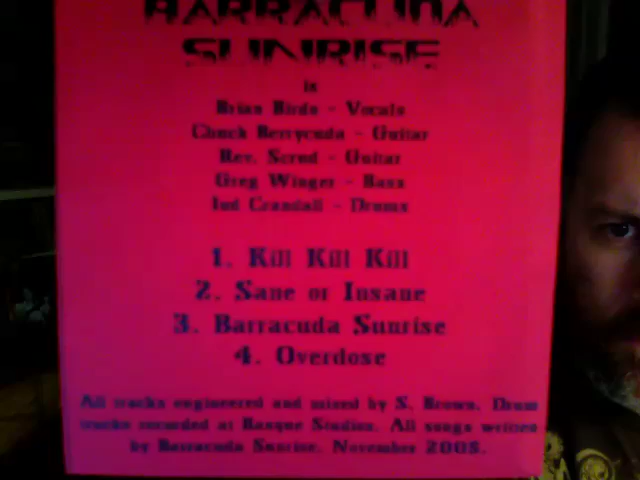 BARRACUDA
SUNRISE
is
Brian Birds - Vocals
Chuck Berrycuda - Guitar
Rev. Scrod - Guitar
Greg Winger - Bass
Jud Crandall - Drums
1. Kill Kill Kill
2. Sane or Insane
3. Barracuda Sunrise
4. Overdose
All tracks engineered and mixed by S. Brown. Drum
tracks recorded at Basque Studios. All songs written
by Barracuda Sunrise. November 2008.